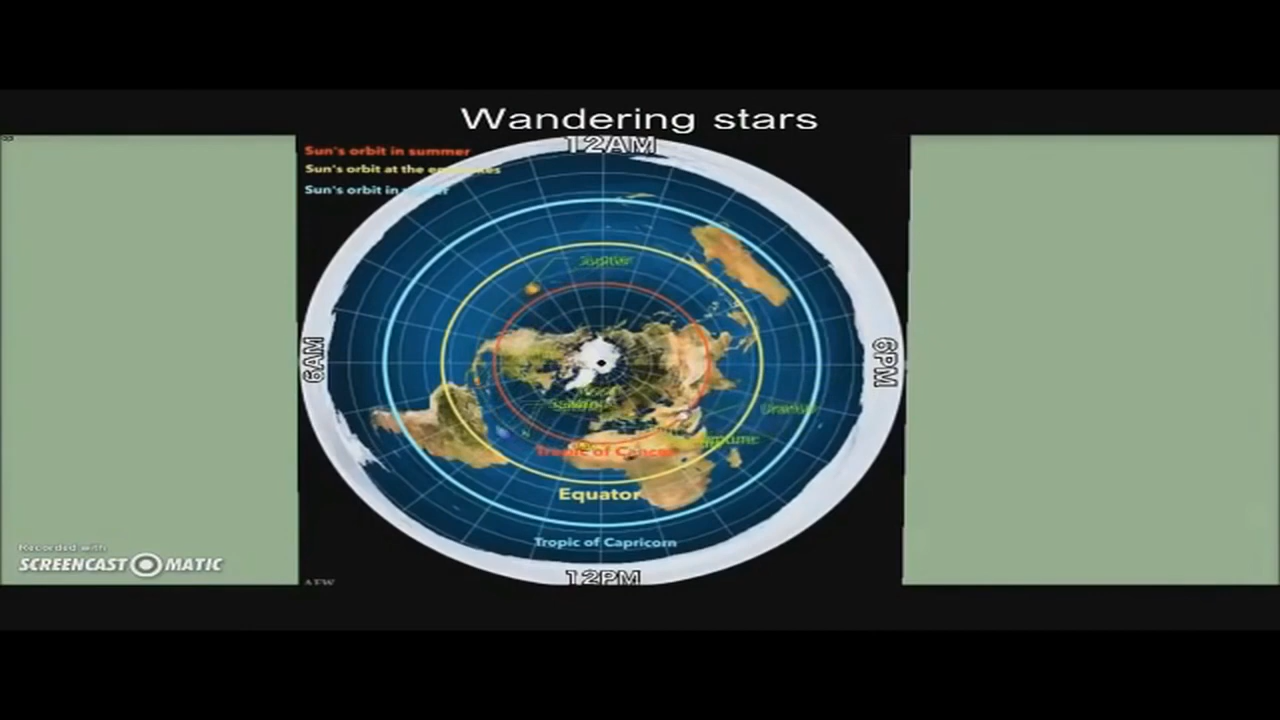 Wandering stars
12AM
Sun's orbit in summer
Sun's orbit at the
Sun's orbit in
Jupiter
6AM
6PM
Tropic of Cancer
Equator
Tropic of Capricorn
12PM
Recorded with
SCREENCAST MATIC